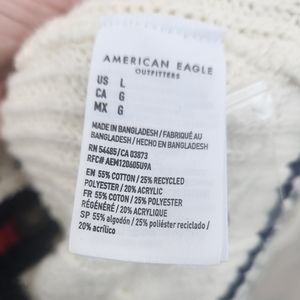 AMERICAN EAGLE
OUTFITTERS
US L
CA G
MX G
MADE IN BANGLADESH / FABRIQUÉ AU
BANGLADESH / HECHO EN BANGLADESH
RN 54485/CA 03873
RFC# AEM120605U9A
EN 55% COTTON / 25% RECYCLED
POLYESTER / 20% ACRYLIC
FR 55% COTON / 25% POLYESTER
RÉGÉNÉRÉ / 20% ACRYLIQUE
SP 55% algodón / 25% poliéster reciclado /
20% acrílico